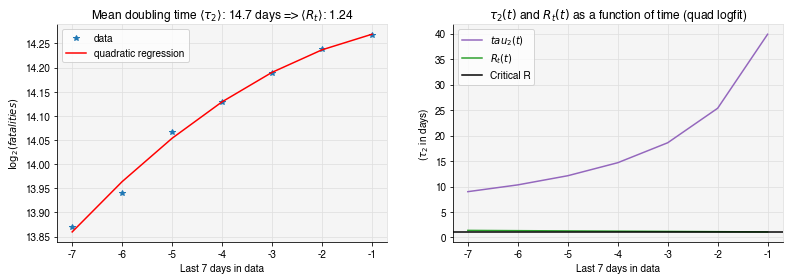 Mean doubling time ⟨τ₂⟩: 14.7 days => ⟨Rₜ⟩: 1.24
data
quadratic regression
log₂(fatalities)
14.25
14.20
14.15
14.10
14.05
14.00
13.95
13.90
13.85
-7 -6 -5 -4 -3 -2 -1
Last 7 days in data
τ₂(t) and Rₜ(t) as a function of time (quad logfit)
tau₂(t)
Rₜ(t)
Critical R
(τ₂ in days)
40
35
30
25
20
15
10
5
0
-7 -6 -5 -4 -3 -2 -1
Last 7 days in data